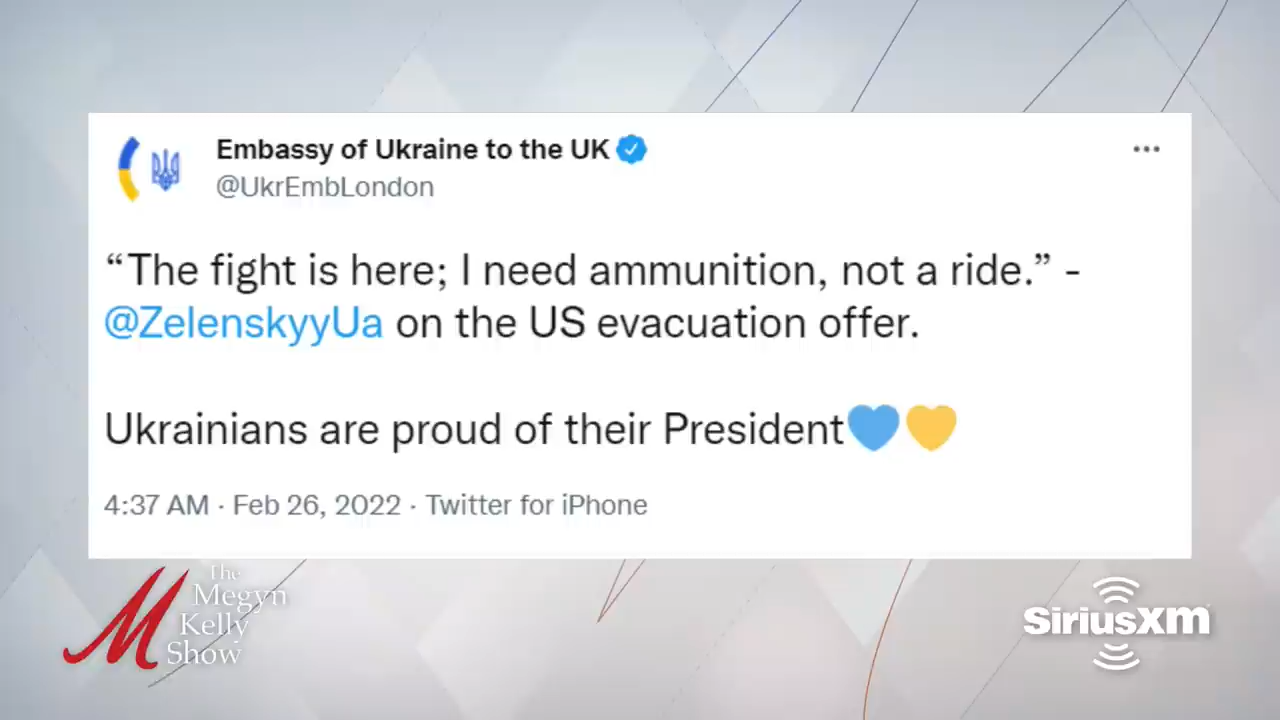 Embassy of Ukraine to the UK
@UkrEmbLondon
“The fight is here; I need ammunition, not a ride.” -
@ZelenskyyUa on the US evacuation offer.
Ukrainians are proud of their President💙💛
4:37 AM · Feb 26, 2022 · Twitter for iPhone
The
Megyn
Kelly
Show
SiriusXM